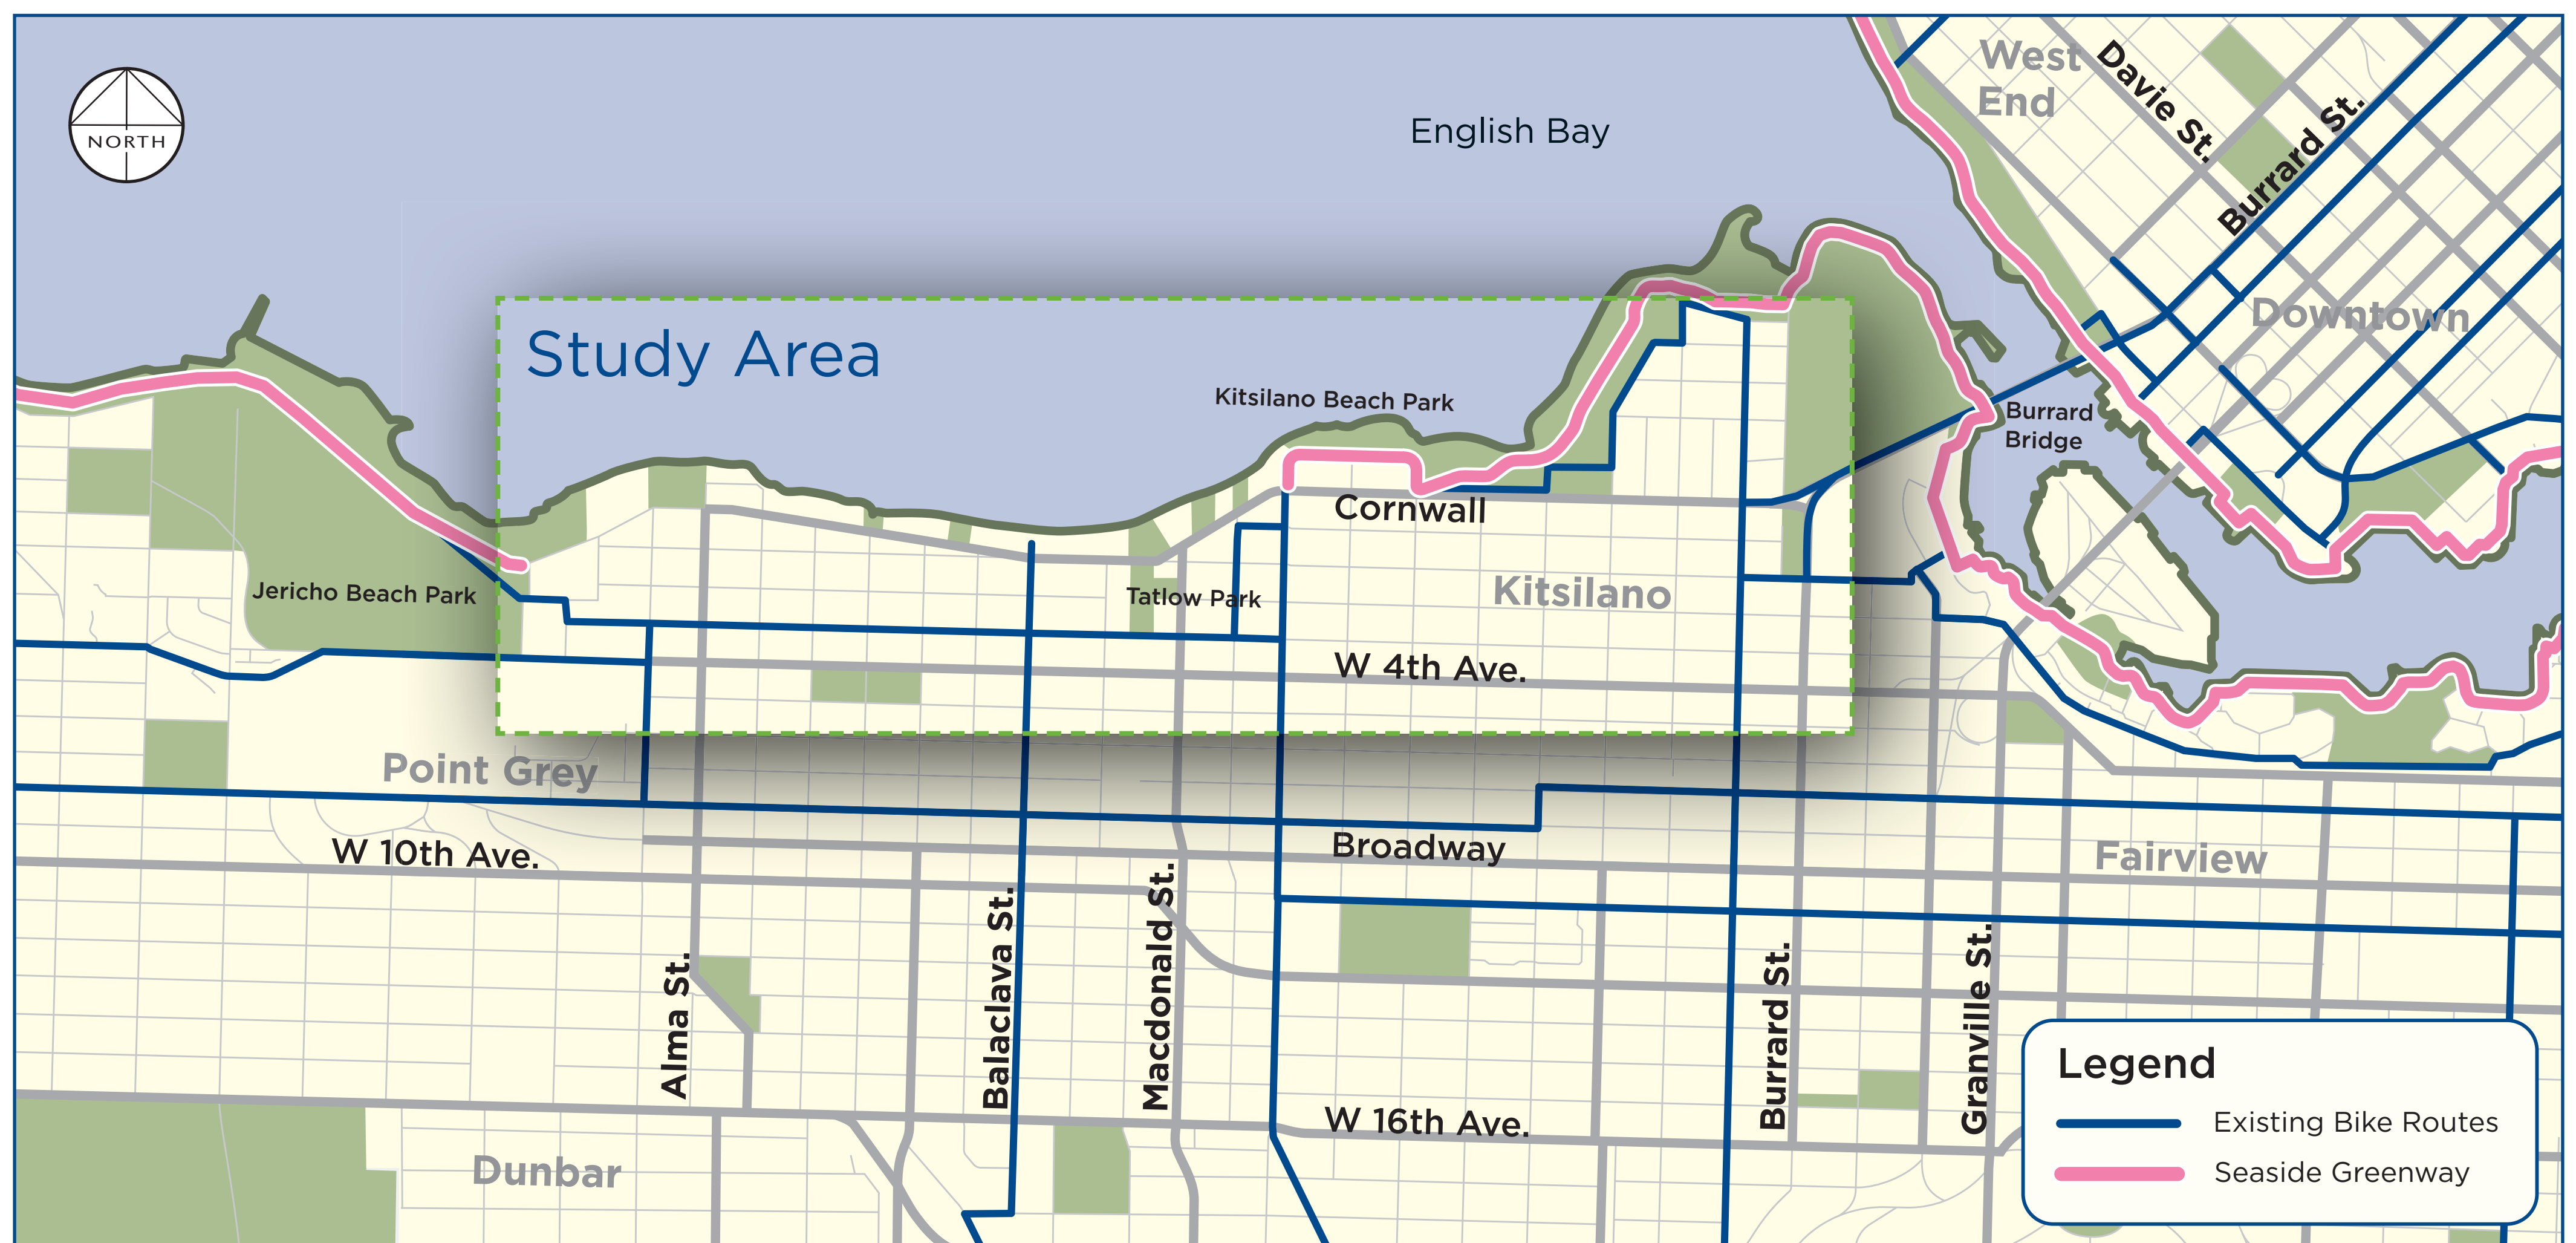 West
End
Davie St.
Burrard St.
English Bay
NORTH
Downtown
Study Area
Kitsilano Beach Park
Burrard
Bridge
Cornwall
Jericho Beach Park
Tatlow Park
Kitsilano
W 4th Ave.
Point Grey
W 10th Ave.
Broadway
Fairview
Alma St.
Balaclava St.
Macdonald St.
Burrard St.
Granville St.
W 16th Ave.
Dunbar
Legend
Existing Bike Routes
Seaside Greenway